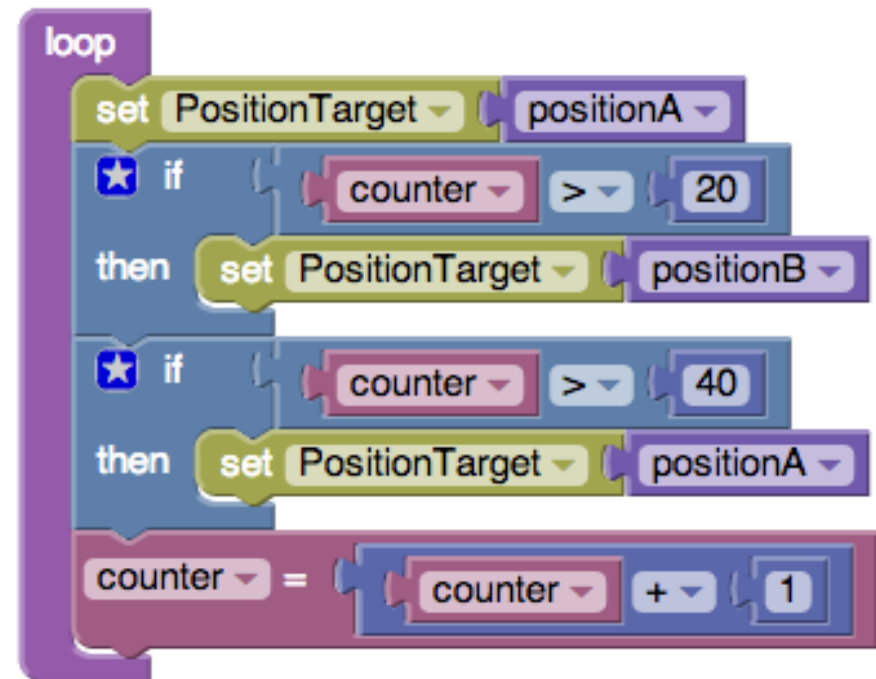 loop
set PositionTarget positionA
if counter > 20
then set PositionTarget positionB
if counter > 40
then set PositionTarget positionA
counter = counter + 1